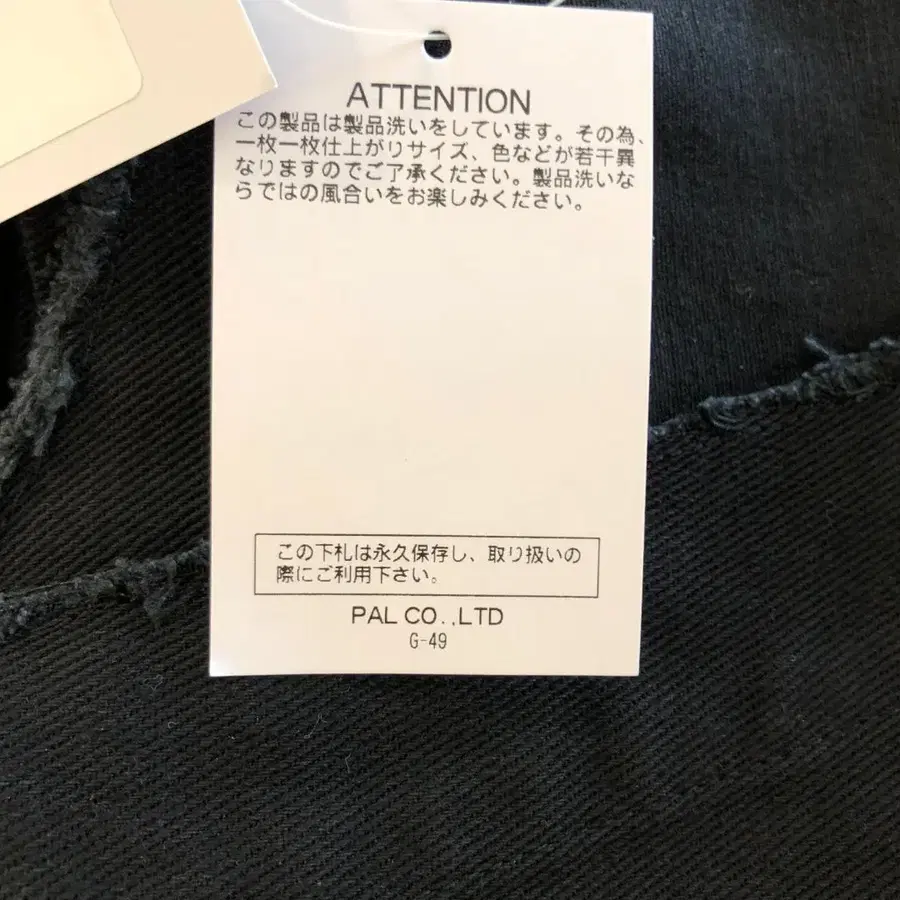 ATTENTION
この製品は製品洗いをしています。その為、
一枚一枚仕上がりサイズ、色などが若干異
なりますのでご了承ください。製品洗いな
らではの風合いをお楽しみください。
この下札は永久保存し、取り扱いの
際にご利用下さい。
PAL CO.,LTD
G-49